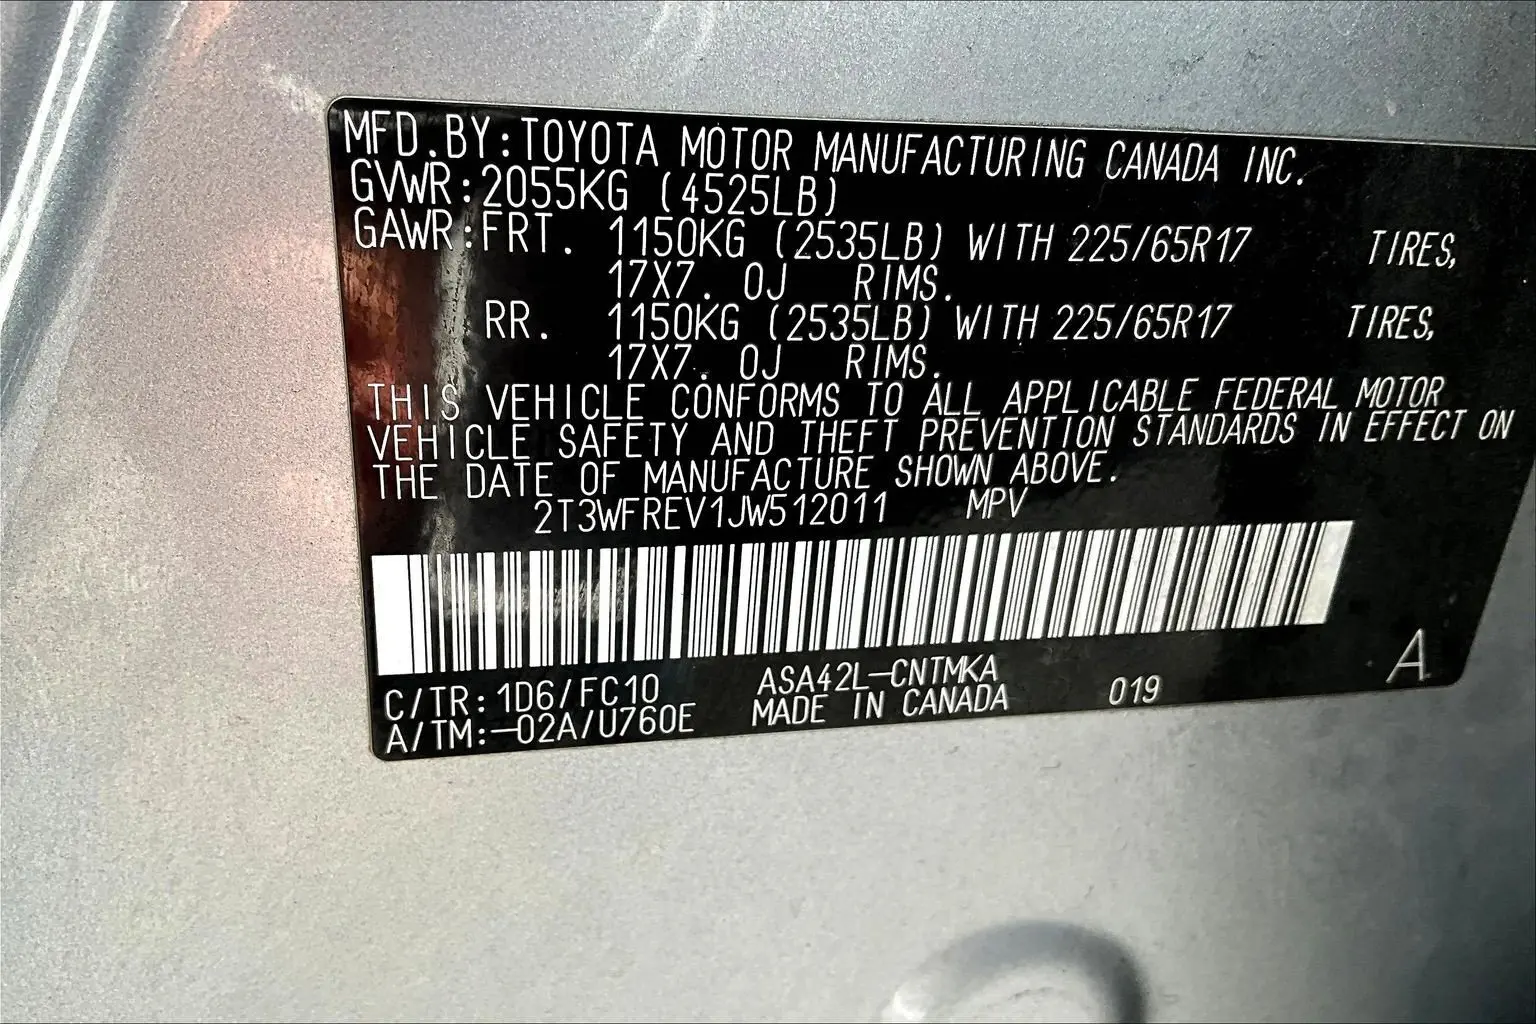 MFD.BY:TOYOTA MOTOR MANUFACTURING CANADA INC.
GVWR:2055KG (4525LB)
GAWR:FRT. 1150KG (2535LB) WITH 225/65R17 TIRES,
17X7. 0J RIMS.
RR. 1150KG (2535LB) WITH 225/65R17 TIRES,
17X7. 0J RIMS.
THIS VEHICLE CONFORMS TO ALL APPLICABLE FEDERAL MOTOR
VEHICLE SAFETY AND THEFT PREVENTION STANDARDS IN EFFECT ON
THE DATE OF MANUFACTURE SHOWN ABOVE.
2T3WFREV1JW512011 MPV
C/TR:1D6/FC10 ASA42L-CNTMKA 019 A
A/TM:-02A/U760E MADE IN CANADA